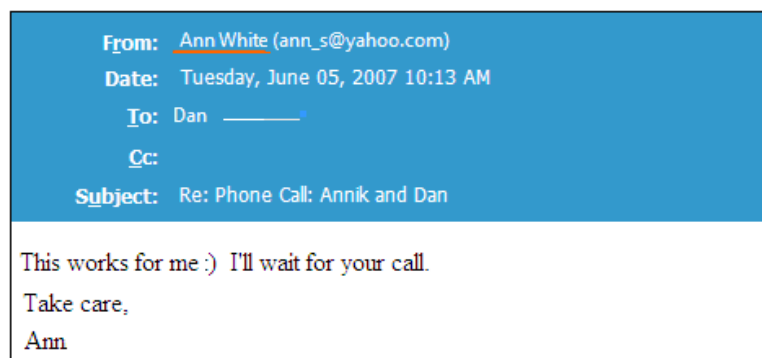 From: Ann White (ann_s@yahoo.com)
Date: Tuesday, June 05, 2007 10:13 AM
To: Dan
Cc:
Subject: Re: Phone Call: Annik and Dan
This works for me :) I'll wait for your call.
Take care,
Ann